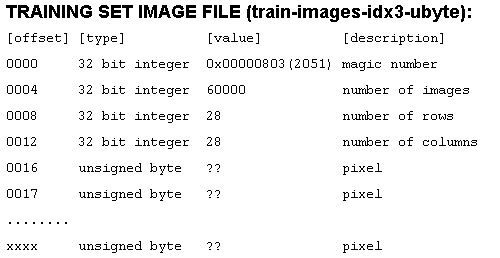 TRAINING SET IMAGE FILE (train-images-idx3-ubyte):
[offset] [type] [value] [description]
0000 32 bit integer 0x00000803(2051) magic number
0004 32 bit integer 60000 number of images
0008 32 bit integer 28 number of rows
0012 32 bit integer 28 number of columns
0016 unsigned byte ?? pixel
0017 unsigned byte ?? pixel
........
xxxx unsigned byte ?? pixel